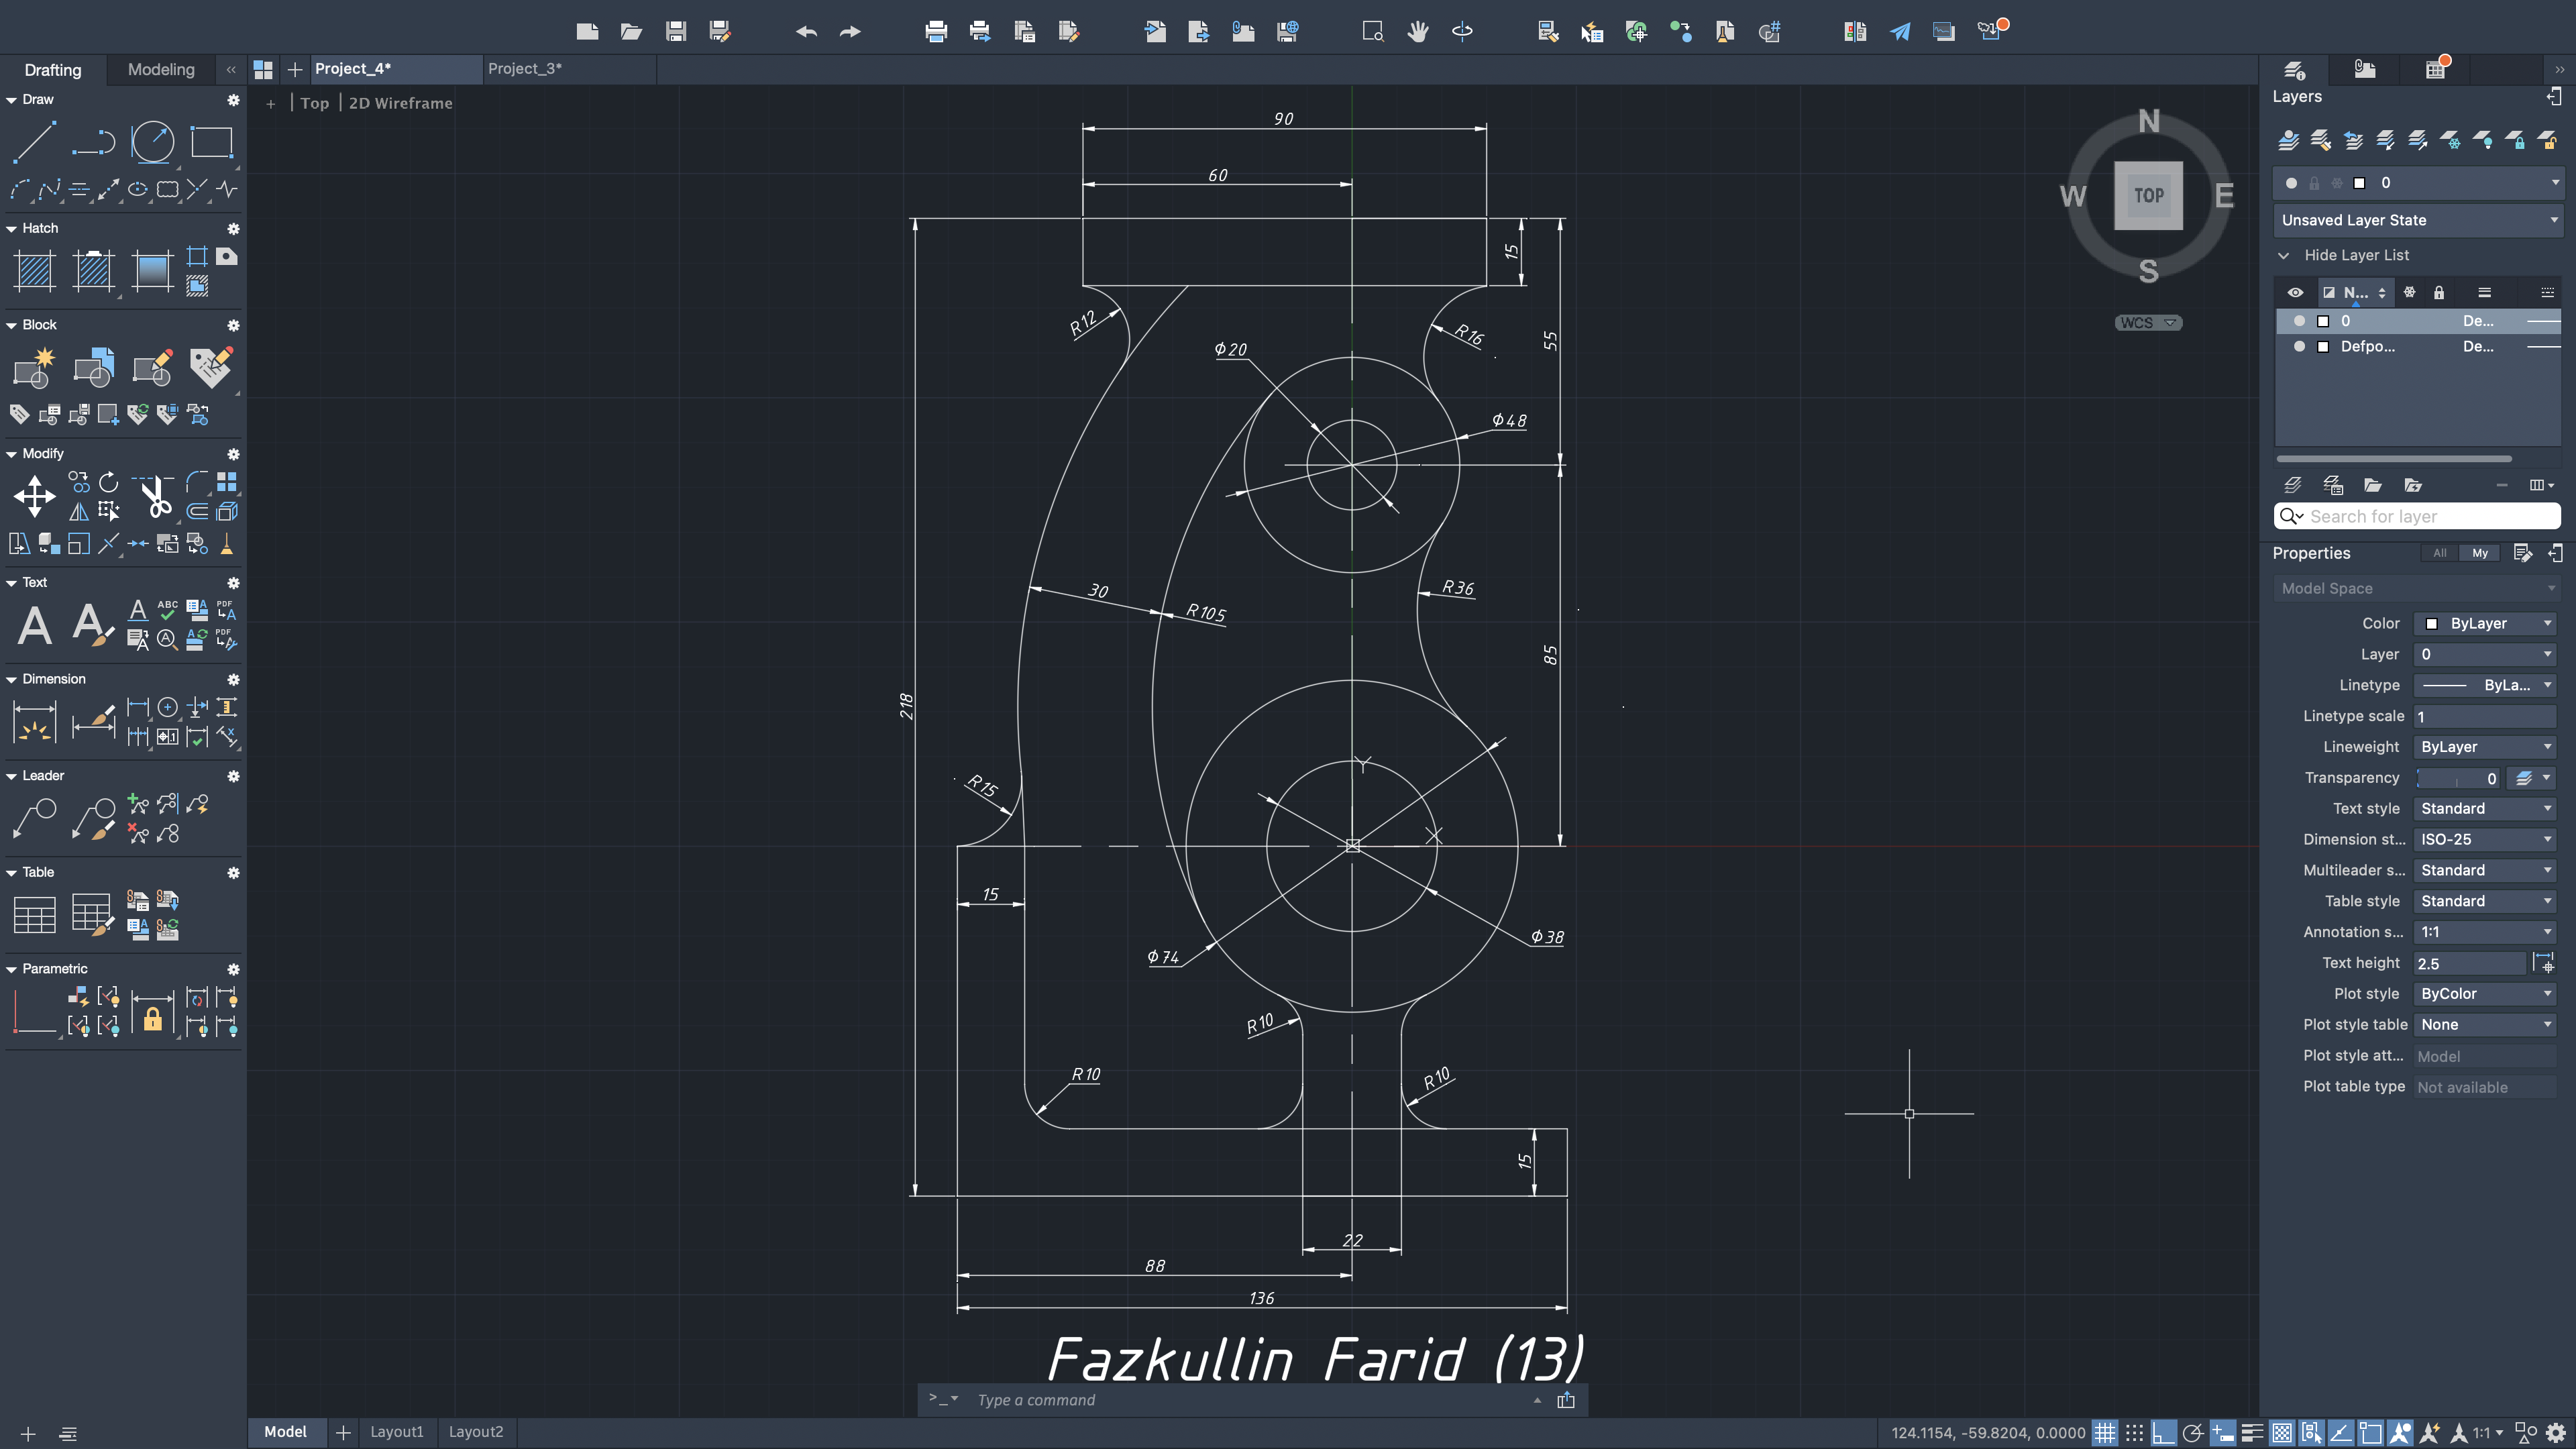 Drafting
Modeling
Project_4*
Project_3*
+ | Top | 2D Wireframe
Draw
Hatch
Block
Modify
Text
A
A
A
ABC
PDF
A
PDF
Dimension
Leader
Table
Parametric
90
60
15
R12
R16
55
Φ20
Φ48
30
R105
R36
85
218
R15
Y
X
15
Φ38
Φ74
R10
R10
R10
15
22
88
136
Fazkullin Farid (13)
>_ Type a command
N
W
TOP
E
S
WCS
Layers
0
Unsaved Layer State
Hide Layer List
N...
0 De...
Defpo... De...
Search for layer
Properties
All
My
Model Space
Color ByLayer
Layer 0
Linetype ByLa...
Linetype scale 1
Lineweight ByLayer
Transparency 0
Text style Standard
Dimension st... ISO-25
Multileader s... Standard
Table style Standard
Annotation s... 1:1
Text height 2.5
Plot style ByColor
Plot style table None
Plot style att... Model
Plot table type Not available
Model
Layout1
Layout2
124.1154, -59.8204, 0.0000
1:1